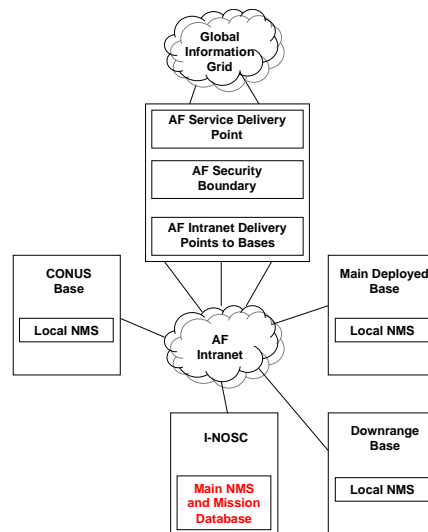 Global
Information
Grid
AF Service Delivery
Point
AF Security
Boundary
AF Intranet Delivery
Points to Bases
CONUS
Base
Local NMS
AF
Intranet
Main Deployed
Base
Local NMS
I-NOSC
Main NMS
and Mission
Database
Downrange
Base
Local NMS